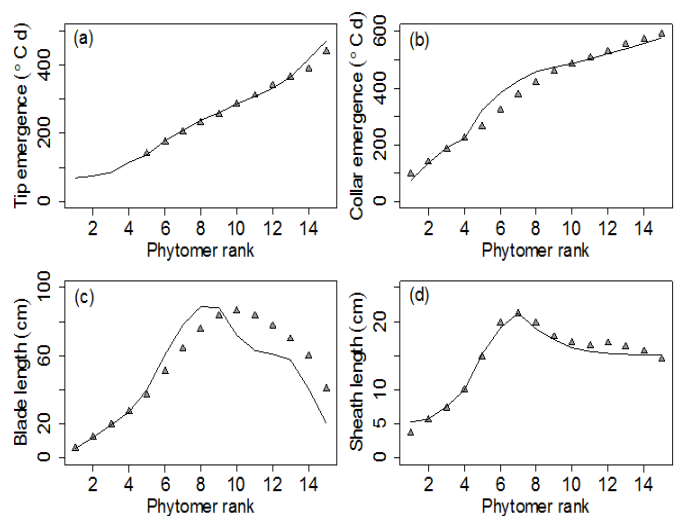 (a)
Tip emergence (° C d)
0 200 400
2 4 6 8 10 12 14
Phytomer rank
(b)
Collar emergence (° C d)
0 200 400 600
2 4 6 8 10 12 14
Phytomer rank
(c)
Blade length (cm)
0 20 60 100
2 4 6 8 10 12 14
Phytomer rank
(d)
Sheath length (cm)
0 5 10 20
2 4 6 8 10 12 14
Phytomer rank